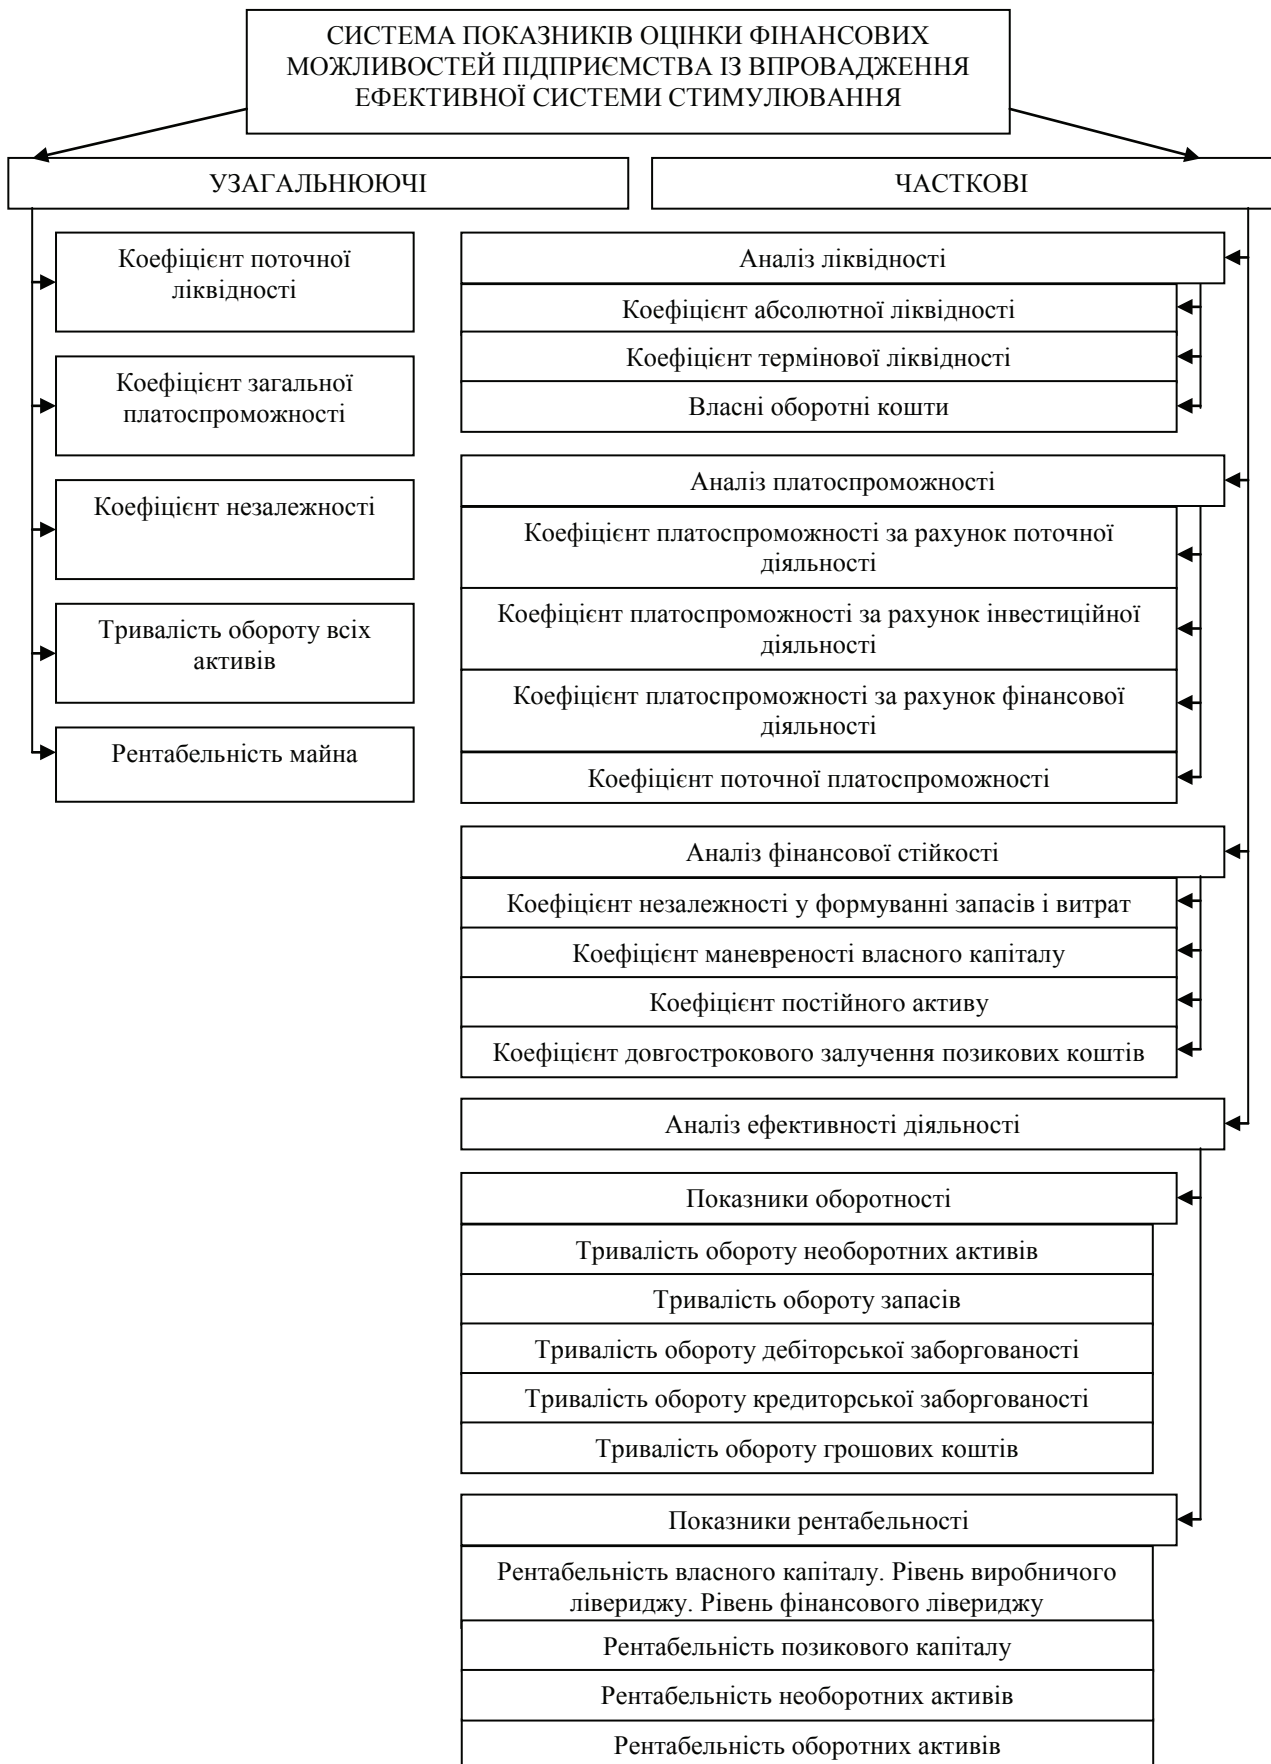 СИСТЕМА ПОКАЗНИКІВ ОЦІНКИ ФІНАНСОВИХ
МОЖЛИВОСТЕЙ ПІДПРИЄМСТВА ІЗ ВПРОВАДЖЕННЯ
ЕФЕКТИВНОЇ СИСТЕМИ СТИМУЛЮВАННЯ
УЗАГАЛЬНЮЮЧІ
Коефіцієнт поточної
ліквідності
Коефіцієнт загальної
платоспроможності
Коефіцієнт незалежності
Тривалість обороту всіх
активів
Рентабельність майна
ЧАСТКОВІ
Аналіз ліквідності
Коефіцієнт абсолютної ліквідності
Коефіцієнт термінової ліквідності
Власні оборотні кошти
Аналіз платоспроможності
Коефіцієнт платоспроможності за рахунок поточної
діяльності
Коефіцієнт платоспроможності за рахунок інвестиційної
діяльності
Коефіцієнт платоспроможності за рахунок фінансової
діяльності
Коефіцієнт поточної платоспроможності
Аналіз фінансової стійкості
Коефіцієнт незалежності у формуванні запасів і витрат
Коефіцієнт маневреності власного капіталу
Коефіцієнт постійного активу
Коефіцієнт довгострокового залучення позикових коштів
Аналіз ефективності діяльності
Показники оборотності
Тривалість обороту необоротних активів
Тривалість обороту запасів
Тривалість обороту дебіторської заборгованості
Тривалість обороту кредиторської заборгованості
Тривалість обороту грошових коштів
Показники рентабельності
Рентабельність власного капіталу. Рівень виробничого
лівериджу. Рівень фінансового лівериджу
Рентабельність позикового капіталу
Рентабельність необоротних активів
Рентабельність оборотних активів